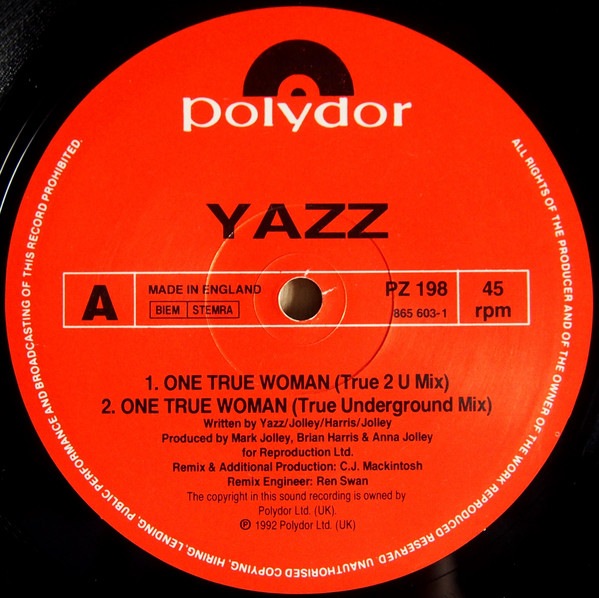 polydor
YAZZ
A
MADE IN ENGLAND
BIEM STEMRA
PZ 198
865 603-1
45
rpm
1. ONE TRUE WOMAN (True 2 U Mix)
2. ONE TRUE WOMAN (True Underground Mix)
Written by Yazz/Jolley/Harris/Jolley
Produced by Mark Jolley, Brian Harris & Anna Jolley
for Reproduction Ltd.
Remix & Additional Production: C.J. Mackintosh
Remix Engineer: Ren Swan
The copyright in this sound recording is owned by
Polydor Ltd. (UK).
℗ 1992 Polydor Ltd. (UK)
ALL RIGHTS OF THE PRODUCER AND OF THE OWNER OF THE WORK REPRODUCED RESERVED. UNAUTHORISED COPYING, HIRING, LENDING, PUBLIC PERFORMANCE AND BROADCASTING OF THIS RECORD PROHIBITED.